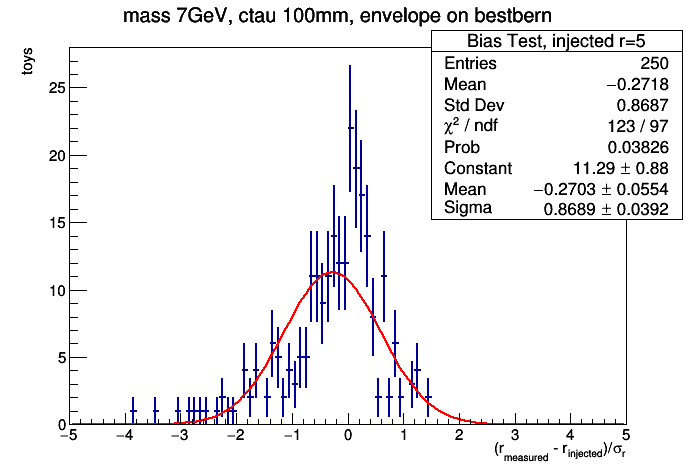 mass 7GeV, ctau 100mm, envelope on bestbern
toys
Bias Test, injected r=5
Entries 250
Mean −0.2718
Std Dev 0.8687
χ² / ndf 123 / 97
Prob 0.03826
Constant 11.29 ± 0.88
Mean −0.2703 ± 0.0554
Sigma 0.8689 ± 0.0392
25
20
15
10
5
0
−5 −4 −3 −2 −1 0 1 2 3 4 5
(r_measured - r_injected)/σ_r